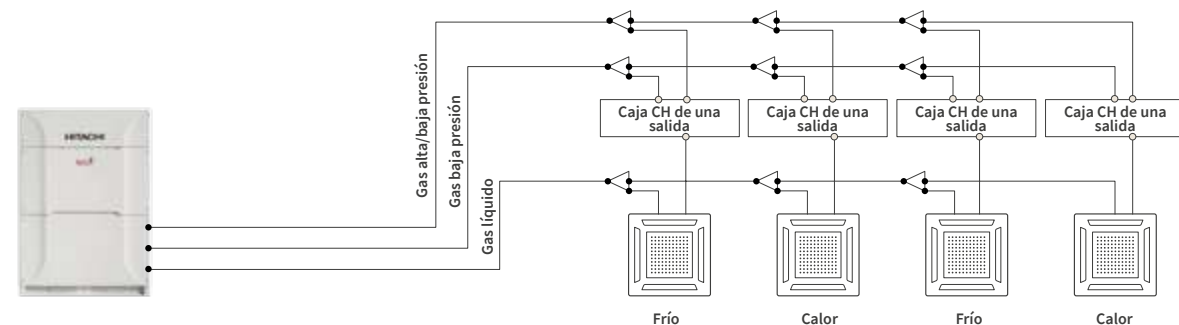 HITACHI
Gas alta/baja presión
Gas baja presión
Gas líquido
Caja CH de una
salida
Caja CH de una
salida
Caja CH de una
salida
Caja CH de una
salida
Frío
Calor
Frío
Calor